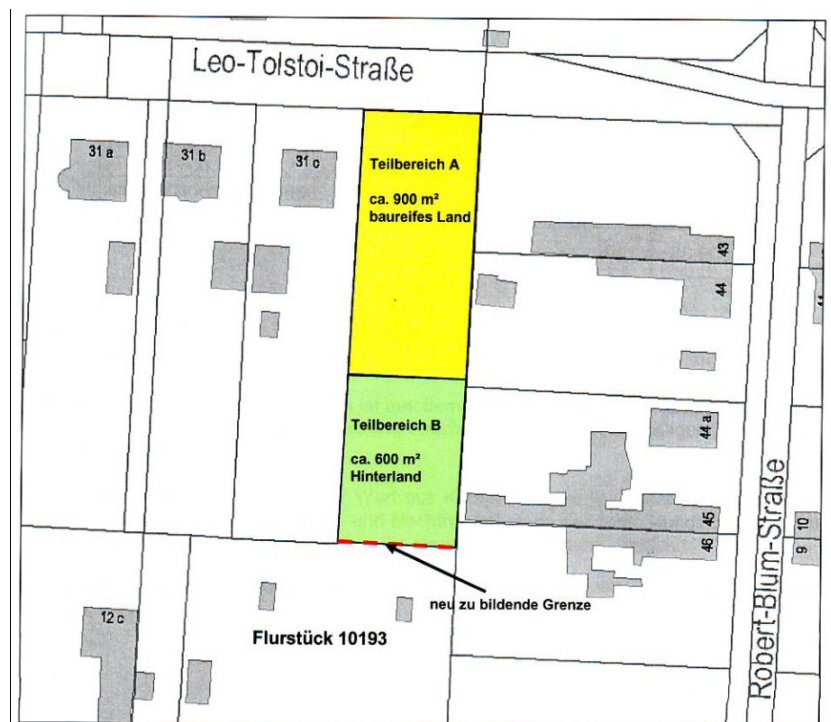 Leo-Tolstoi-Straße
31 a
31 b
31 c
Teilbereich A
ca. 900 m²
baureifes Land
43
44
Teilbereich B
ca. 600 m²
Hinterland
44 a
45
46
10
9
neu zu bildende Grenze
Flurstück 10193
12 c
Robert-Blum-Straße